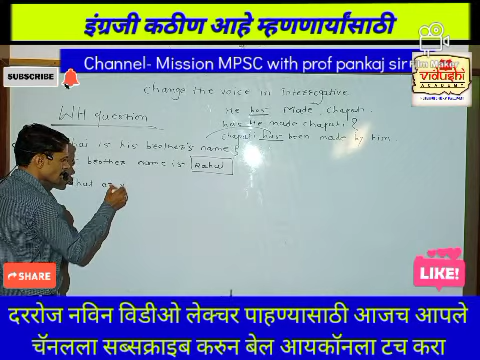 इंग्रजी कठीण आहे म्हणणार्यांसाठी
Channel- Mission MPSC with prof pankaj sir
Film Maker
SUBSCRIBE
vidushi
ACADEMY
Change the voice in Interrogative
He has made chapati.
WH question
has He made chapati ?
chapati has been made by him
is his brother's name ?
brother name is Rahul
SHARE
LIKE!
दररोज नविन विडीओ लेक्चर पाहण्यासाठी आजच आपले
चॅनलला सब्सक्राइब करुन बेल आयकॉनला टच करा